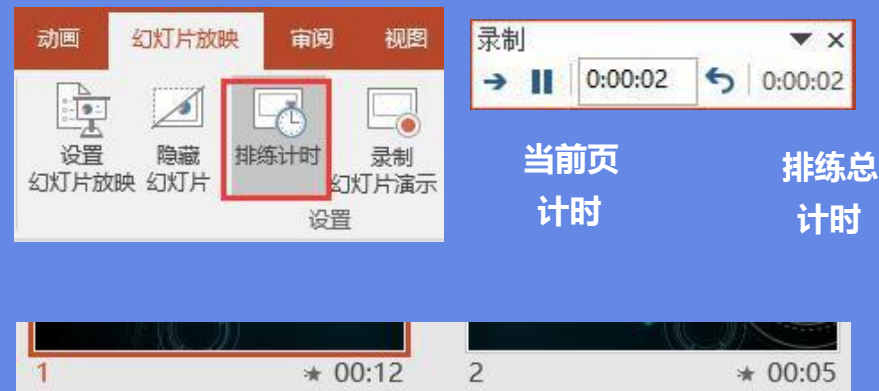 动画 幻灯片放映 审阅 视图
设置 隐藏 排练计时 录制
幻灯片放映 幻灯片 幻灯片演示
设置
录制
0:00:02 0:00:02
当前页
计时
排练总
计时
1 00:12 2 00:05